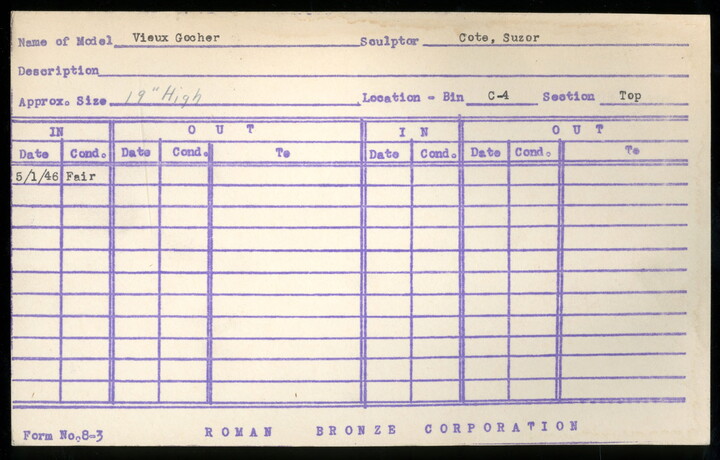 Name of Model Vieux Gocher Sculptor Cote, Suzor
Description
Approx. Size 19" High Location - Bin C-4 Section Top
IN OUT IN OUT
Date Cond. Date Cond. To Date Cond. Date Cond. To
5/1/46 Fair
Form No. 8-3 ROMAN BRONZE CORPORATION